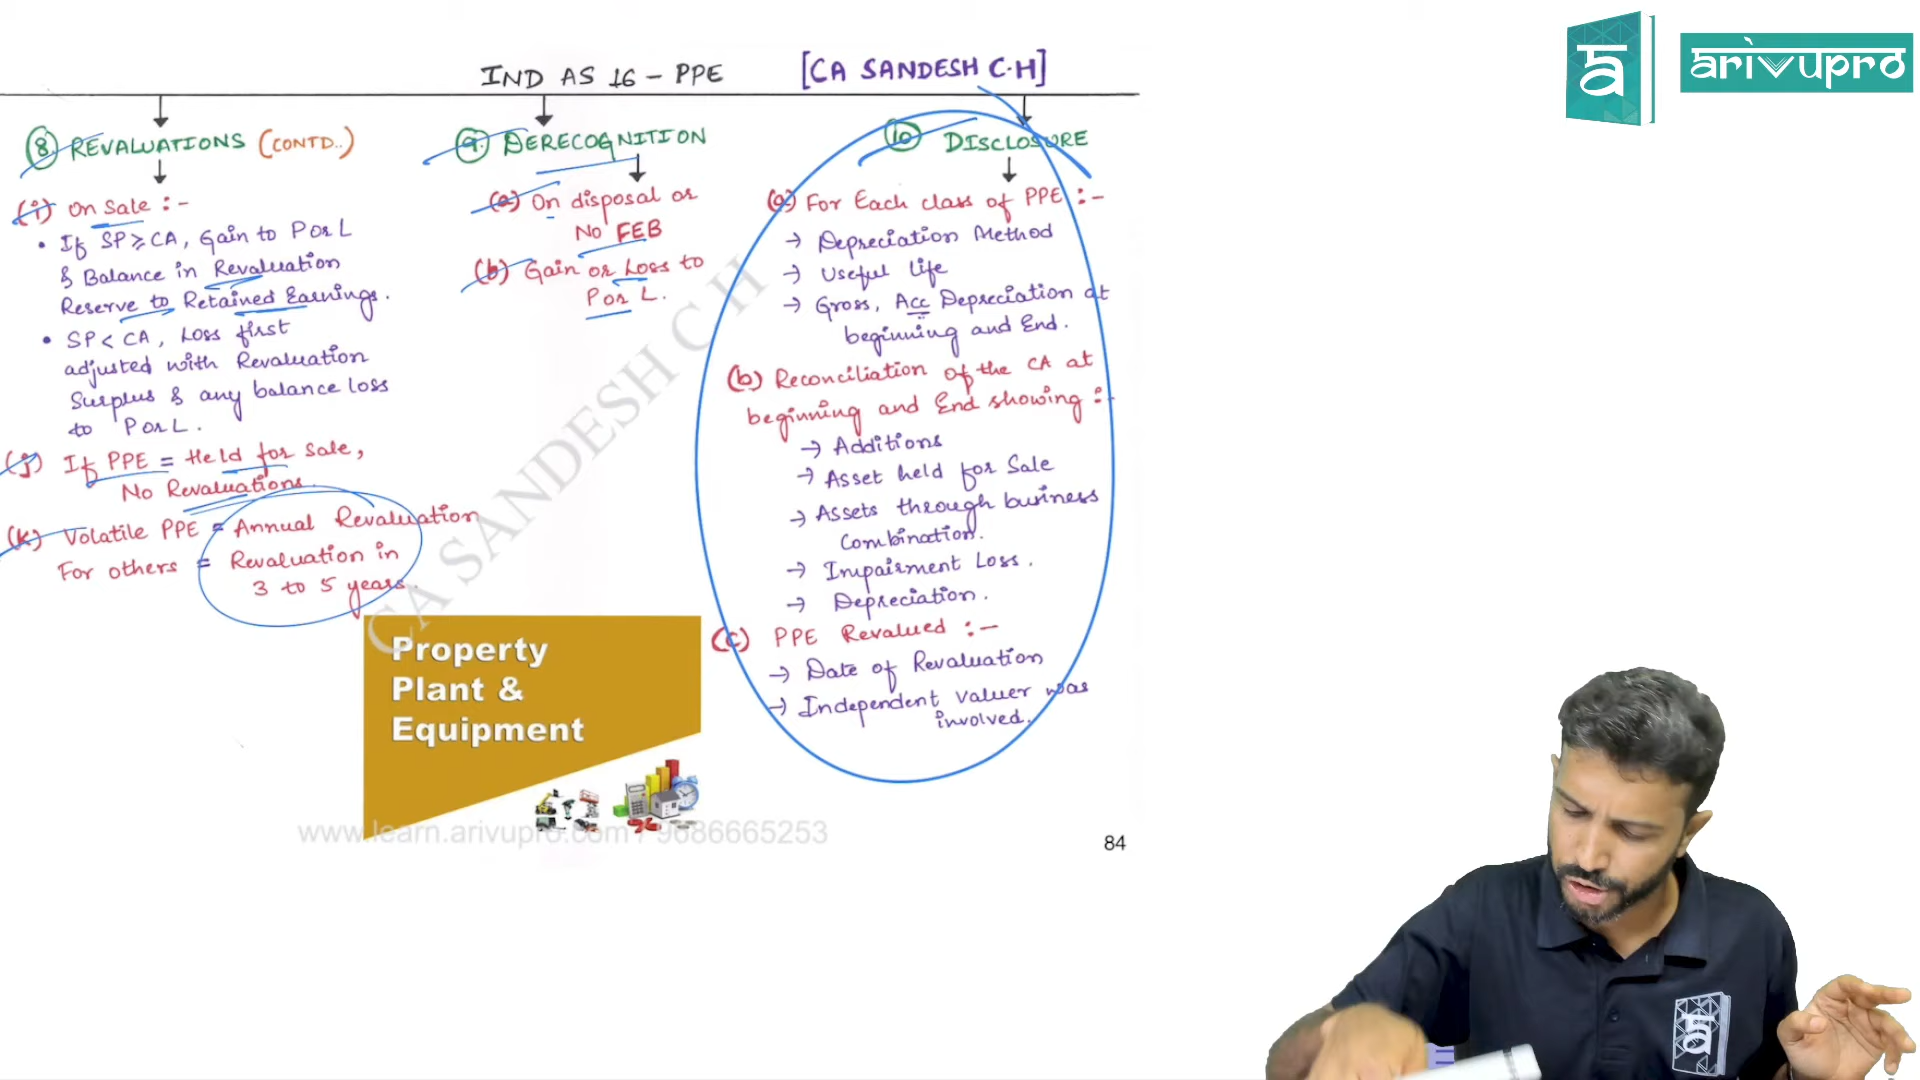 IND AS 16 - PPE [CA SANDESH C.H]
arivupro
8. REVALUATIONS (CONTD..)
(i) On Sale :-
• If SP ≥ CA, Gain to P or L
& Balance in Revaluation
Reserve to Retained Earnings.
• SP < CA, Loss first
adjusted with Revaluation
Surplus & any balance loss
to P or L.
(j) If PPE = Held for Sale,
No Revaluations.
(k) Volatile PPE = Annual Revaluation
For others = Revaluation in
3 to 5 years.
9. DERECOGNITION
(a) On disposal or
No FEB
(b) Gain or Loss to
P or L.
10 DISCLOSURE
(a) For Each class of PPE :-
→ Depreciation Method
→ Useful life
→ Gross, Acc Depreciation at
beginning and End.
(b) Reconciliation of the CA at
beginning and End showing :-
→ Additions
→ Asset held for Sale
→ Assets through business
Combination.
→ Impairment Loss.
→ Depreciation.
(c) PPE Revalued :-
→ Date of Revaluation
→ Independent valuer was
involved.
CA SANDESH C H
Property
Plant &
Equipment
www.learn.arivupro.com / 9686665253
84